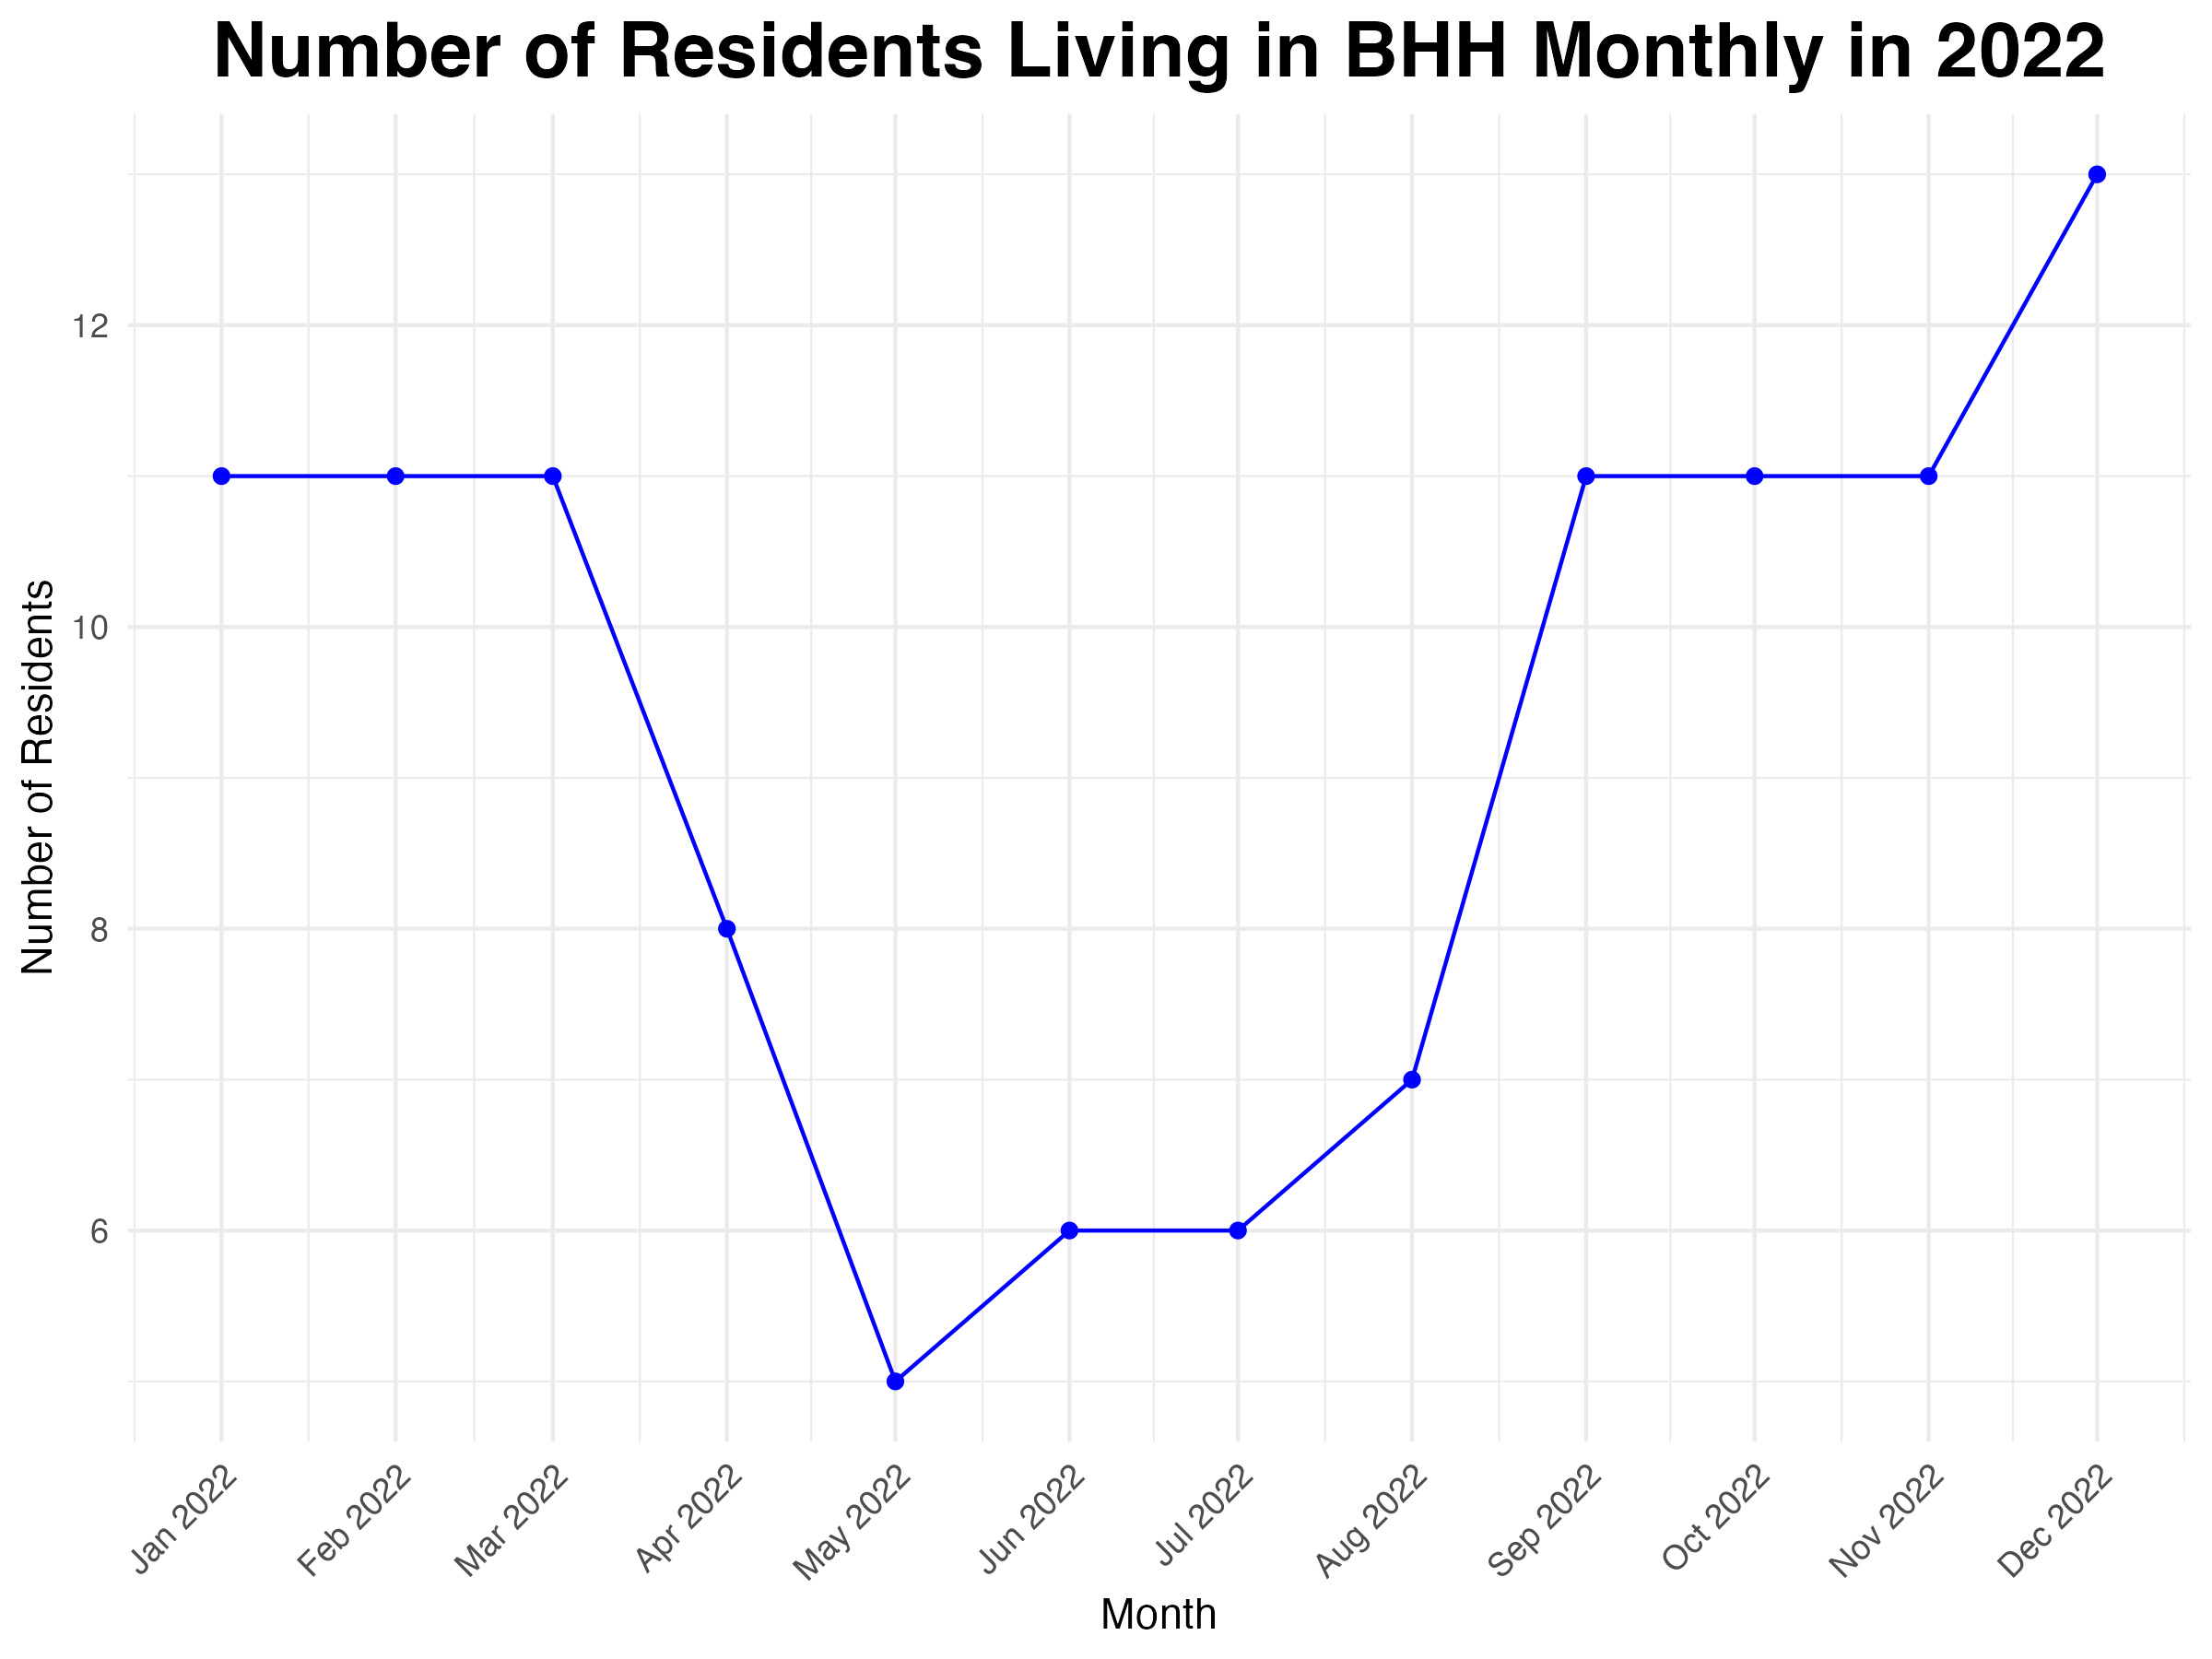 Number of Residents Living in BHH Monthly in 2022
Number of Residents
12
10
8
6
Jan 2022
Feb 2022
Mar 2022
Apr 2022
May 2022
Jun 2022
Jul 2022
Aug 2022
Sep 2022
Oct 2022
Nov 2022
Dec 2022
Month